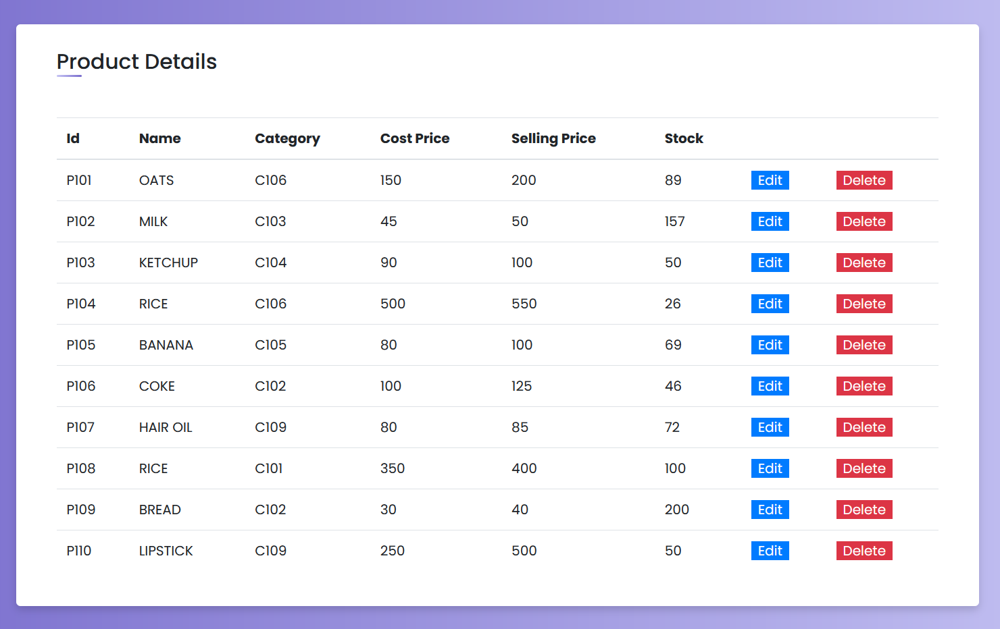 Product Details
Id Name Category Cost Price Selling Price Stock
P101 OATS C106 150 200 89 Edit Delete
P102 MILK C103 45 50 157 Edit Delete
P103 KETCHUP C104 90 100 50 Edit Delete
P104 RICE C106 500 550 26 Edit Delete
P105 BANANA C105 80 100 69 Edit Delete
P106 COKE C102 100 125 46 Edit Delete
P107 HAIR OIL C109 80 85 72 Edit Delete
P108 RICE C101 350 400 100 Edit Delete
P109 BREAD C102 30 40 200 Edit Delete
P110 LIPSTICK C109 250 500 50 Edit Delete